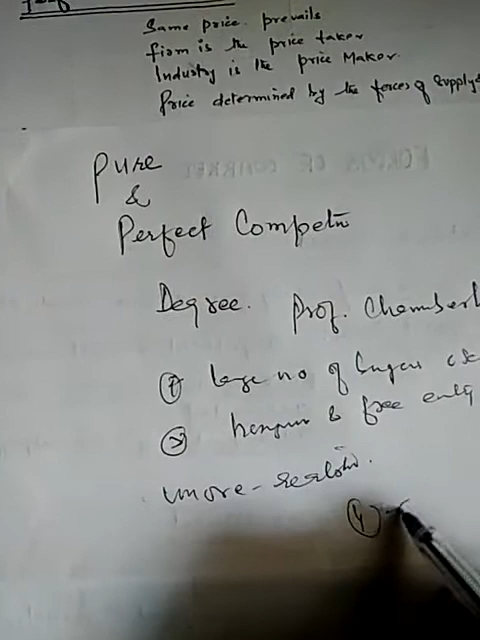 Same price prevails
firm is the price taker
Industry is the price Maker.
Price determined by the forces of Supply &
Pure
&
Perfect Competn
Degree. Prof. Chamberl
① large no of buyers
② & free entry
more-
④